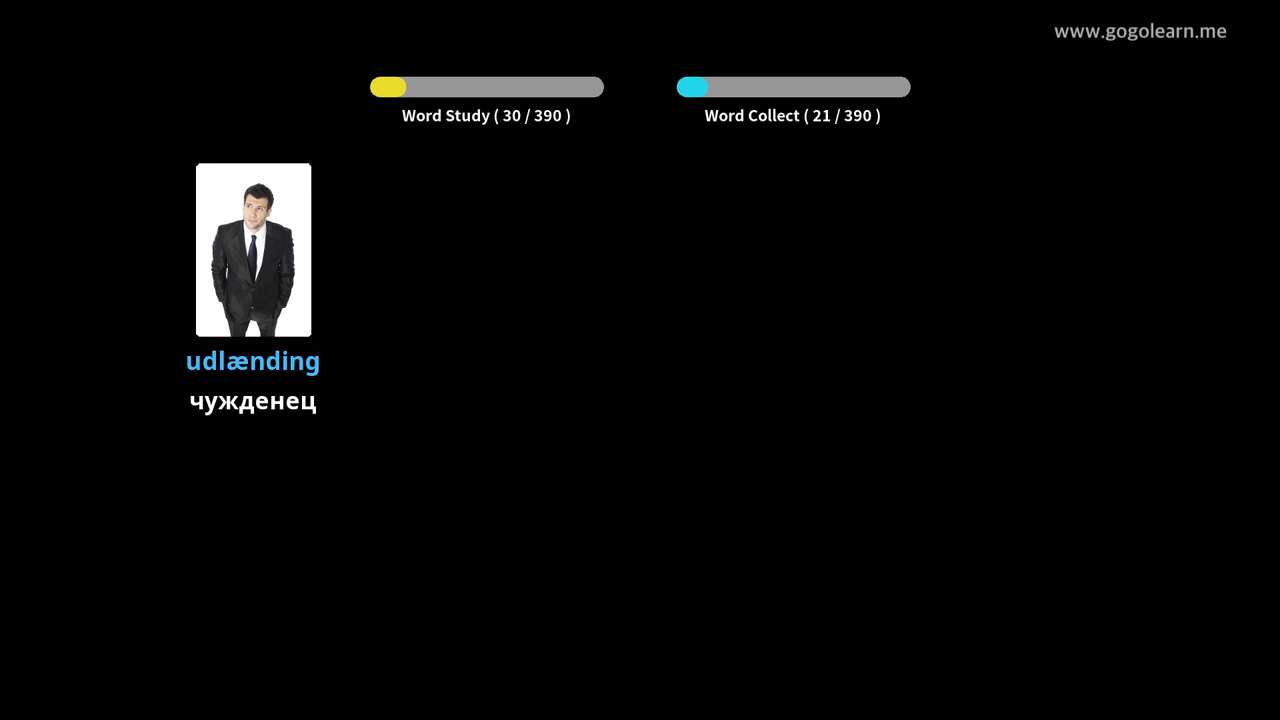 www.gogolearn.me
Word Study ( 30 / 390 )
Word Collect ( 21 / 390 )
udlænding
чужденец